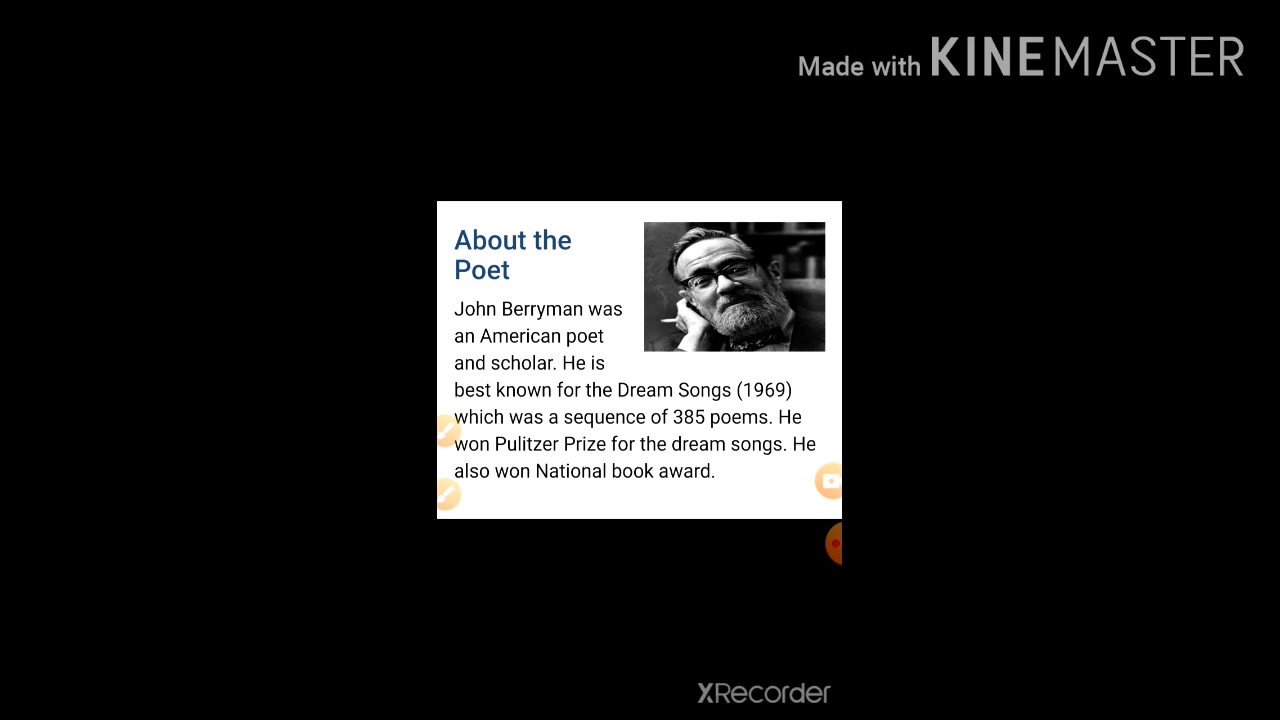 Made with KINEMASTER
About the
Poet
John Berryman was
an American poet
and scholar. He is
best known for the Dream Songs (1969)
which was a sequence of 385 poems. He
won Pulitzer Prize for the dream songs. He
also won National book award.
XRecorder